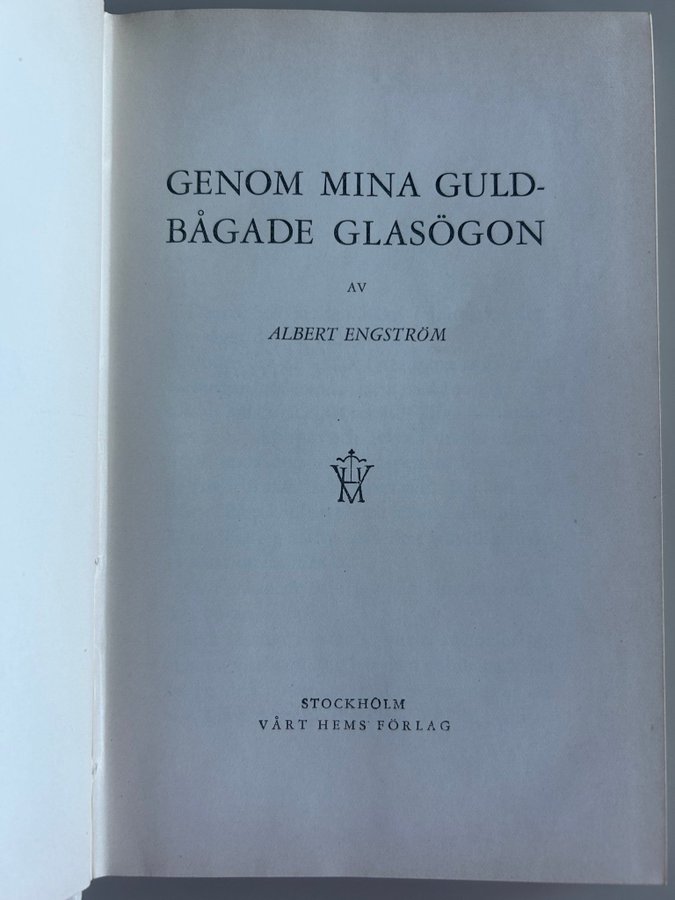 GENOM MINA GULD-
BÅGADE GLASÖGON
AV
ALBERT ENGSTRÖM
STOCKHOLM
VÅRT HEMS FÖRLAG